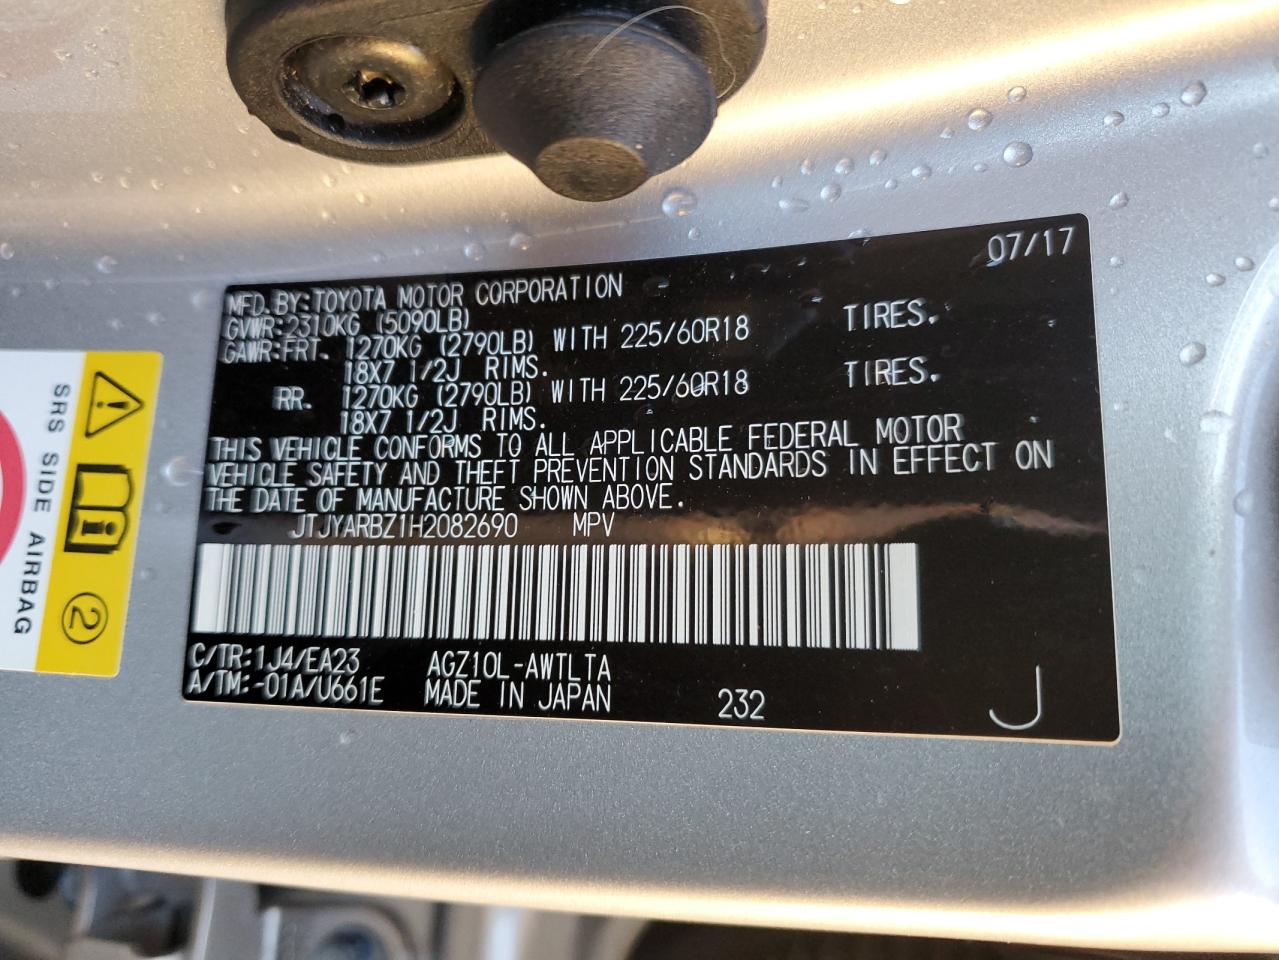 07/17
MFD.BY:TOYOTA MOTOR CORPORATION
GVWR:2310KG (5090LB)
GAWR:FRT. 1270KG (2790LB) WITH 225/60R18 TIRES.
18X7 1/2J RIMS.
RR. 1270KG (2790LB) WITH 225/60R18 TIRES.
18X7 1/2J RIMS.
THIS VEHICLE CONFORMS TO ALL APPLICABLE FEDERAL MOTOR
VEHICLE SAFETY AND THEFT PREVENTION STANDARDS IN EFFECT ON
THE DATE OF MANUFACTURE SHOWN ABOVE.
JTJYARBZ1H2082690 MPV
C/TR:1J4/EA23 AGZ10L-AWTLTA
A/TM:-01A/U661E MADE IN JAPAN 232 J
SRS SIDE AIRBAG
2